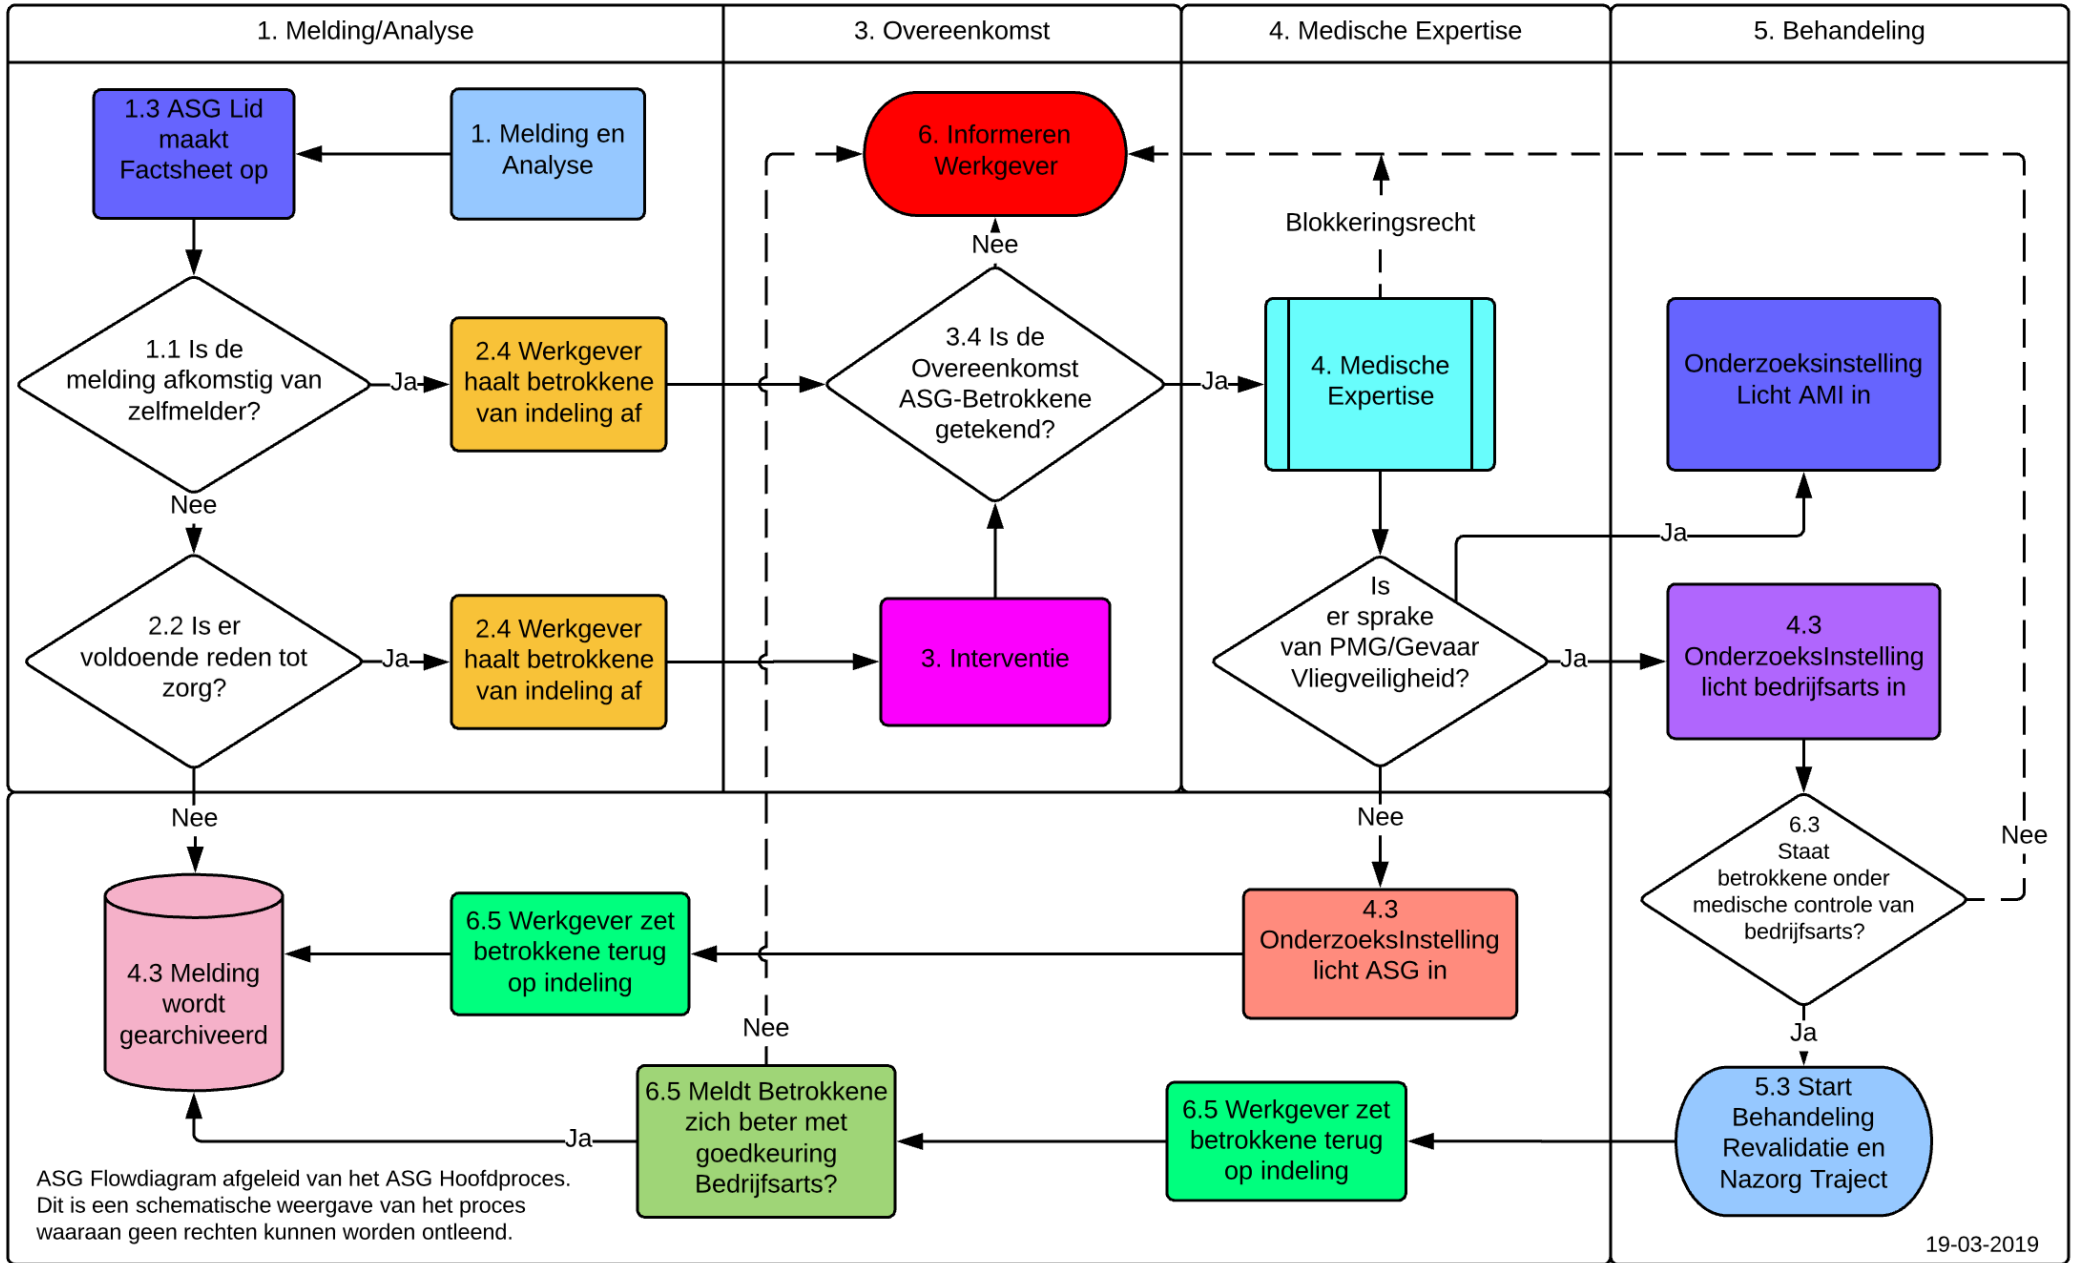 1. Melding/Analyse
3. Overeenkomst
4. Medische Expertise
5. Behandeling
1.3 ASG Lid
maakt
Factsheet op
1. Melding en
Analyse
6. Informeren
Werkgever
Blokkeringsrecht
Nee
1.1 Is de
melding afkomstig van
zelfmelder?
Ja
2.4 Werkgever
haalt betrokkene
van indeling af
3.4 Is de
Overeenkomst
ASG-Betrokkene
getekend?
Ja
4. Medische
Expertise
Onderzoeksinstelling
Licht AMI in
Nee
Ja
2.2 Is er
voldoende reden tot
zorg?
Ja
2.4 Werkgever
haalt betrokkene
van indeling af
3. Interventie
Is
er sprake
van PMG/Gevaar
Vliegveiligheid?
Ja
4.3
OnderzoeksInstelling
licht bedrijfsarts in
Nee
Nee
6.3
Staat
betrokkene onder
medische controle van
bedrijfsarts?
Nee
4.3 Melding
wordt
gearchiveerd
6.5 Werkgever zet
betrokkene terug
op indeling
4.3
OnderzoeksInstelling
licht ASG in
Nee
Ja
Ja
6.5 Meldt Betrokkene
zich beter met
goedkeuring
Bedrijfsarts?
6.5 Werkgever zet
betrokkene terug
op indeling
5.3 Start
Behandeling
Revalidatie en
Nazorg Traject
ASG Flowdiagram afgeleid van het ASG Hoofdproces.
Dit is een schematische weergave van het proces
waaraan geen rechten kunnen worden ontleend.
19-03-2019